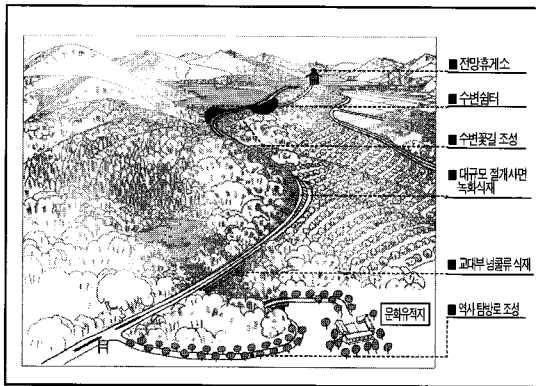 ■ 전망휴게소
■ 수변쉼터
■ 수변꽃길 조성
■ 대규모 절개사면
녹화식재
■ 교대부 넝쿨류 식재
문화유적지
■ 역사 탐방로 조성